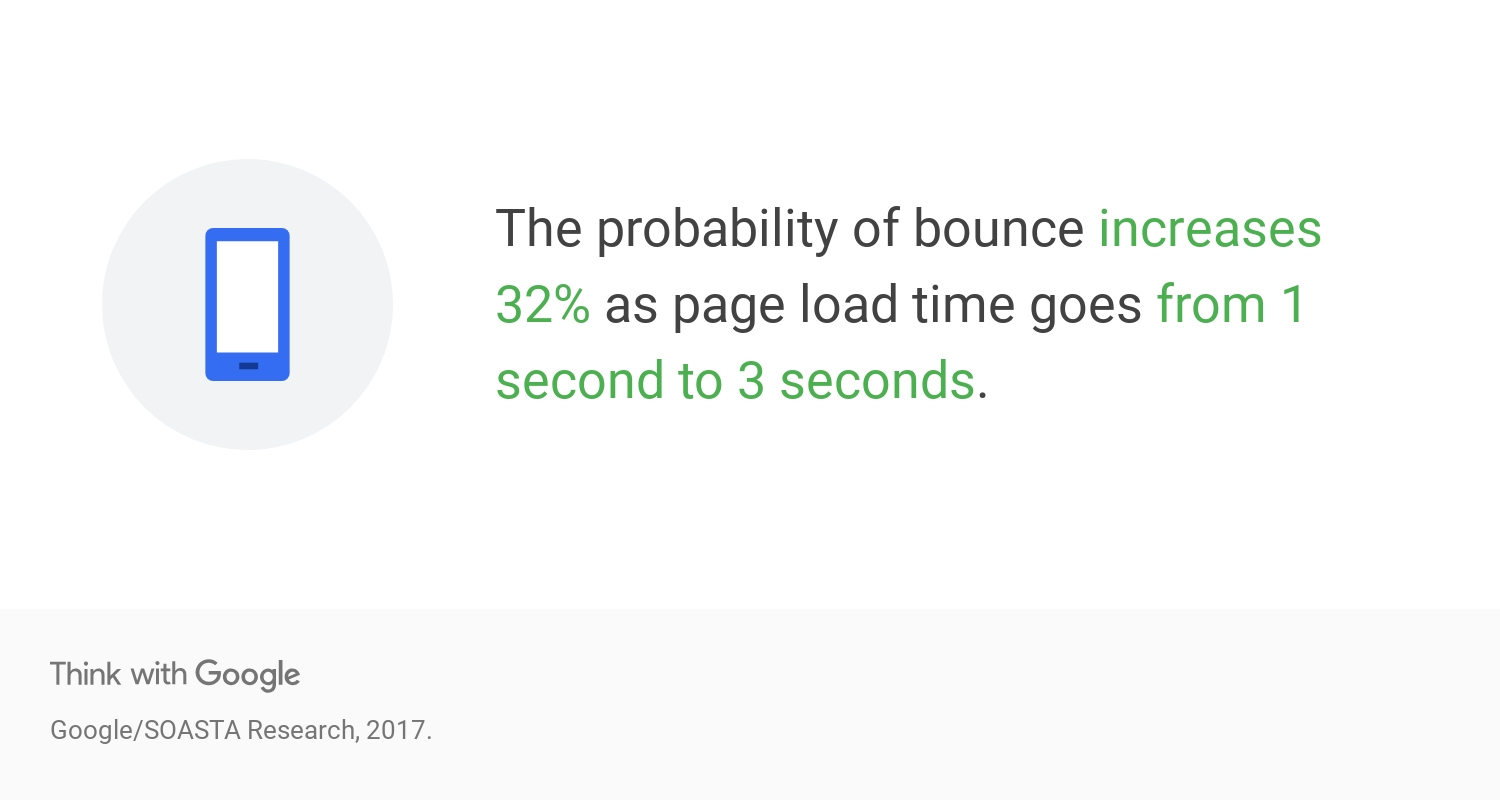 The probability of bounce increases
32% as page load time goes from 1
second to 3 seconds.
Think with Google
Google/SOASTA Research, 2017.